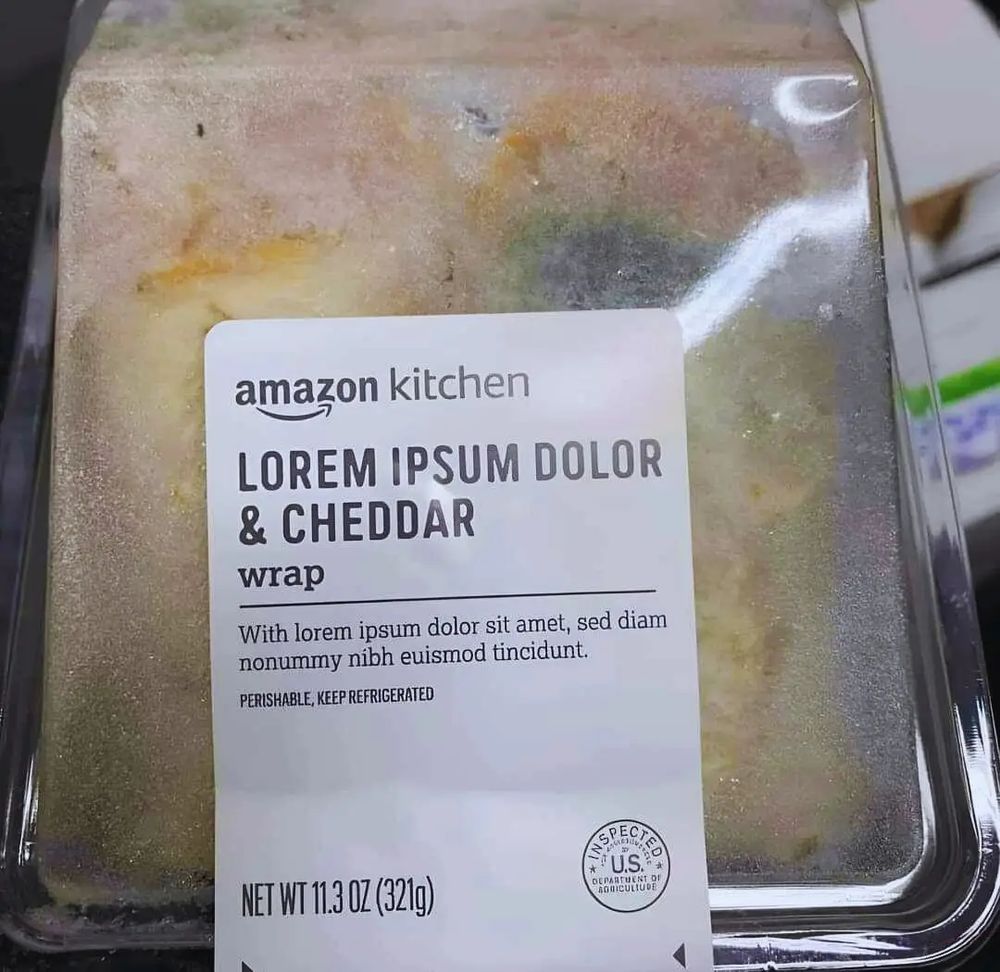 amazon kitchen
LOREM IPSUM DOLOR
& CHEDDAR
wrap
With lorem ipsum dolor sit amet, sed diam
nonummy nibh euismod tincidunt.
PERISHABLE, KEEP REFRIGERATED
NET WT 11.3 OZ (321g)
INSPECTED
U.S.
DEPARTMENT OF
AGRICULTURE